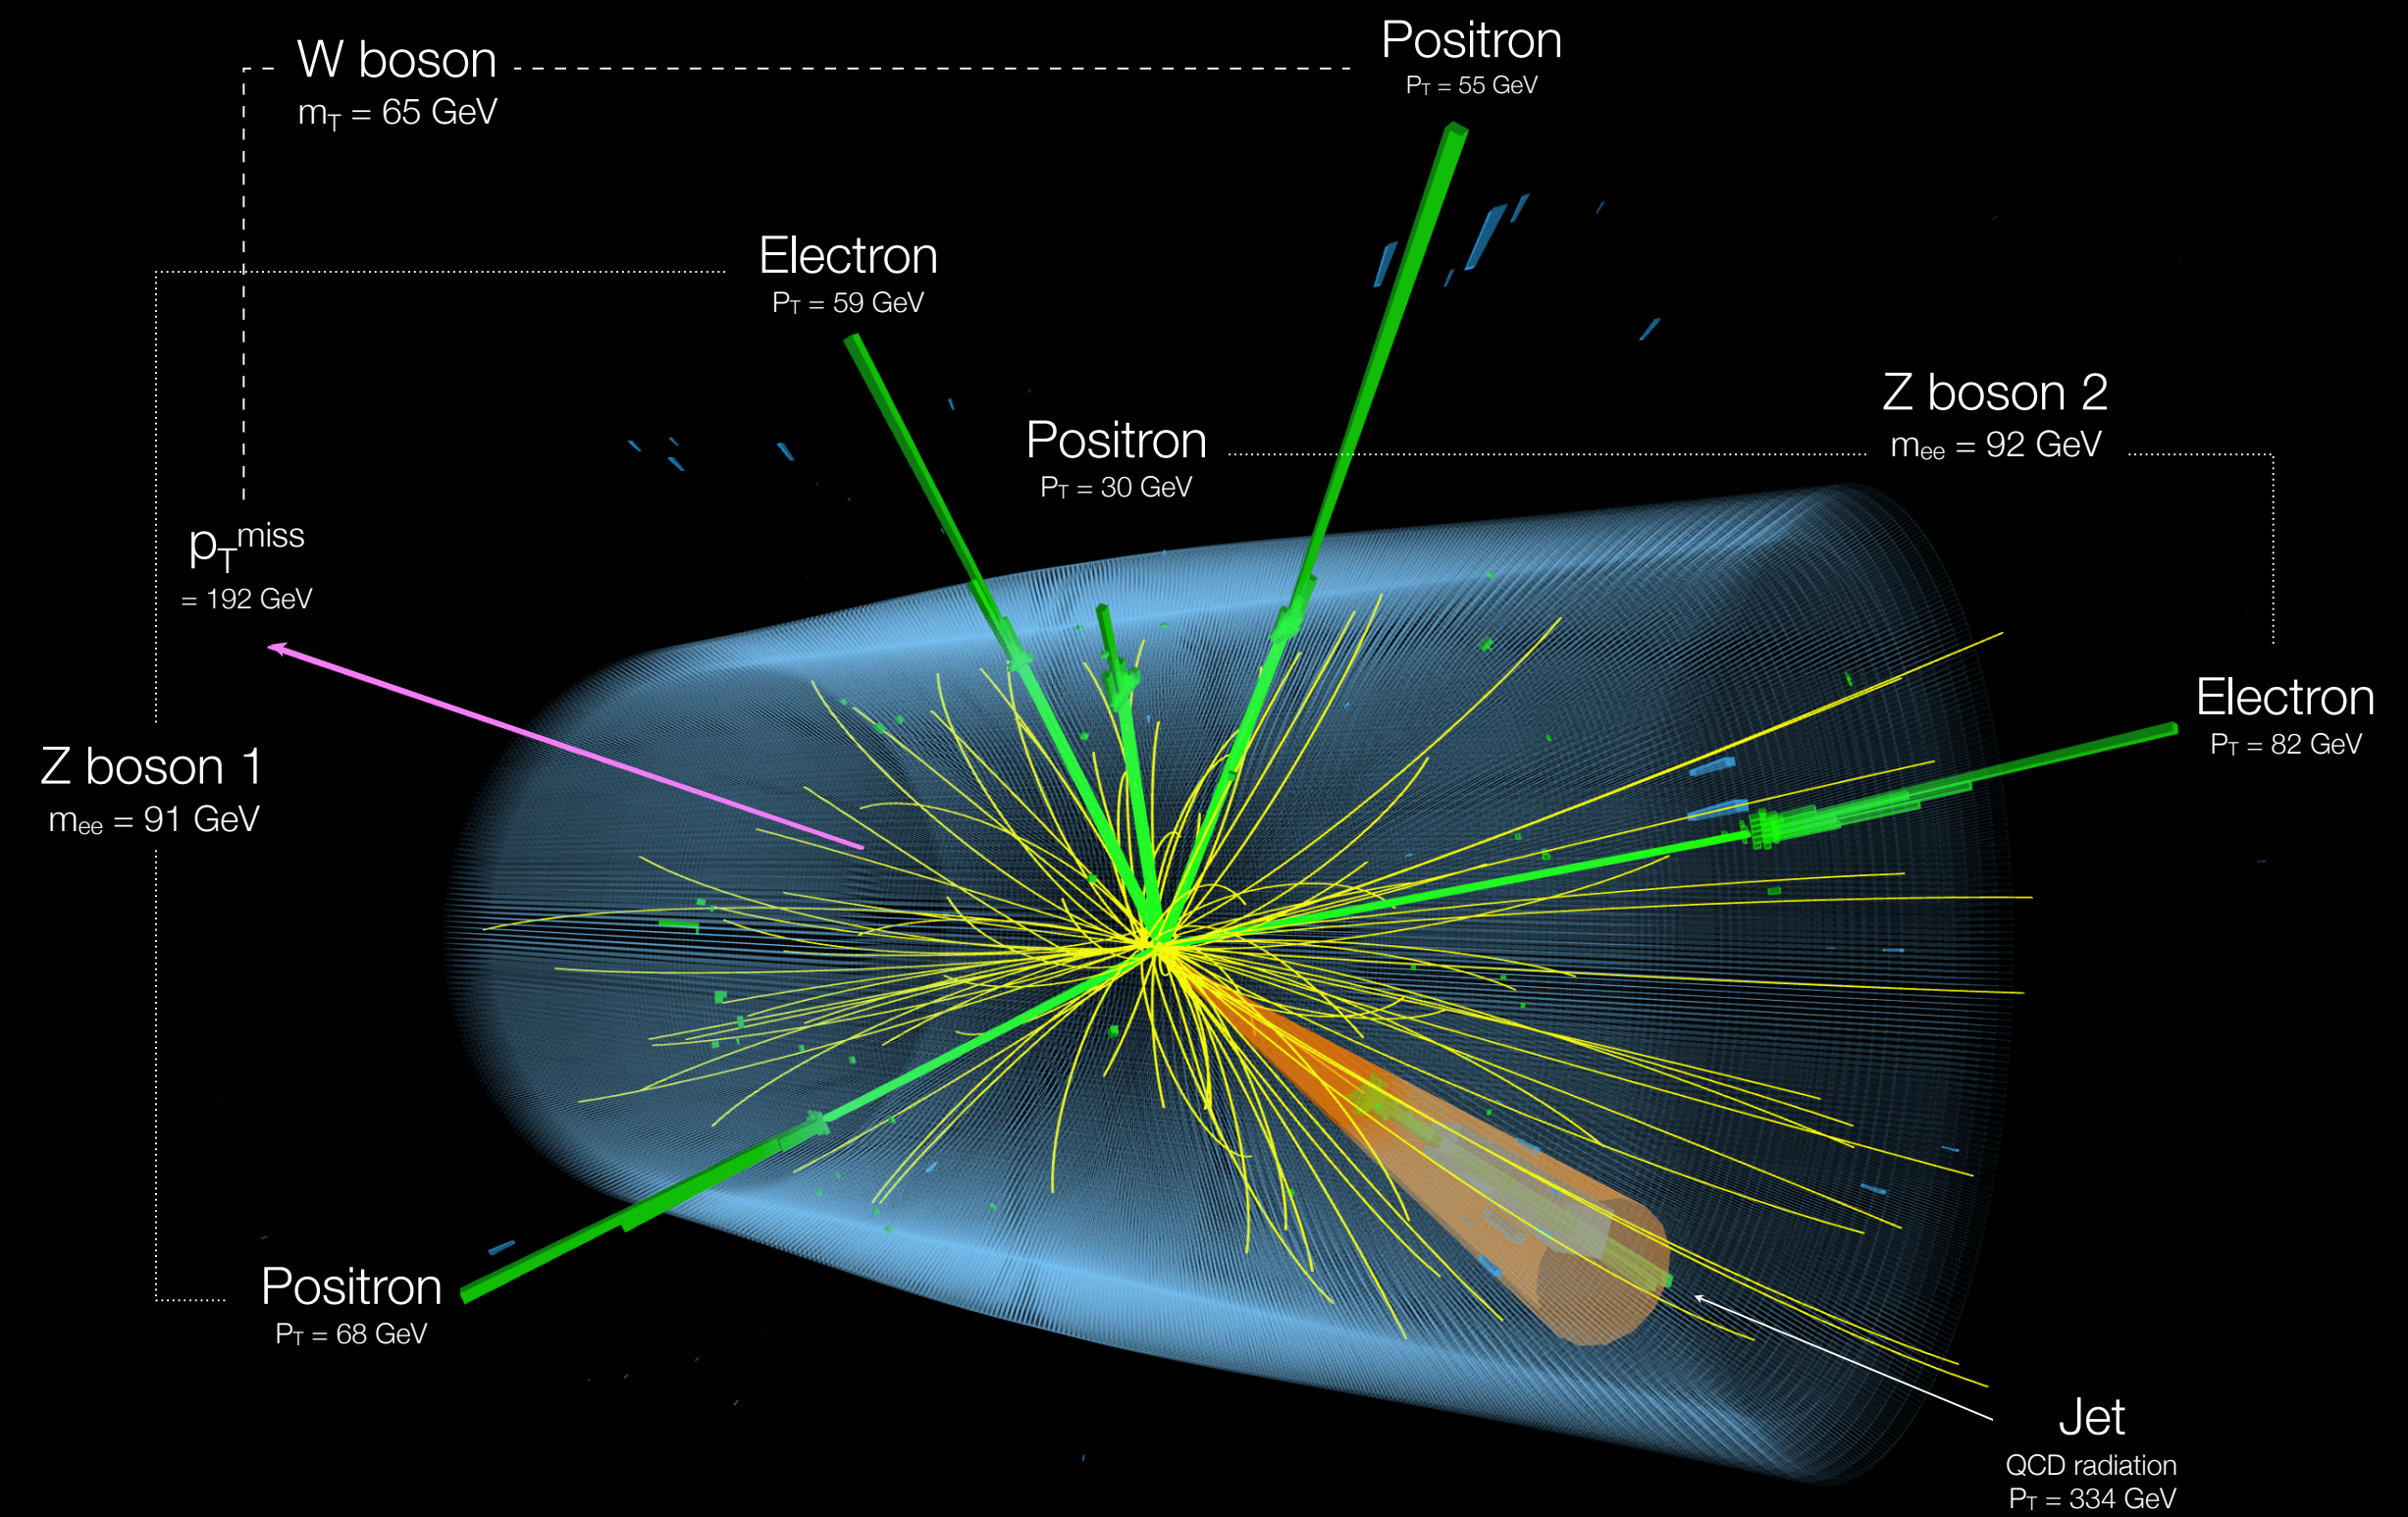 W boson
mT = 65 GeV
Positron
PT = 55 GeV
Electron
PT = 59 GeV
Positron
PT = 30 GeV
Z boson 2
mee = 92 GeV
pTmiss
= 192 GeV
Electron
PT = 82 GeV
Z boson 1
mee = 91 GeV
Positron
PT = 68 GeV
Jet
QCD radiation
PT = 334 GeV